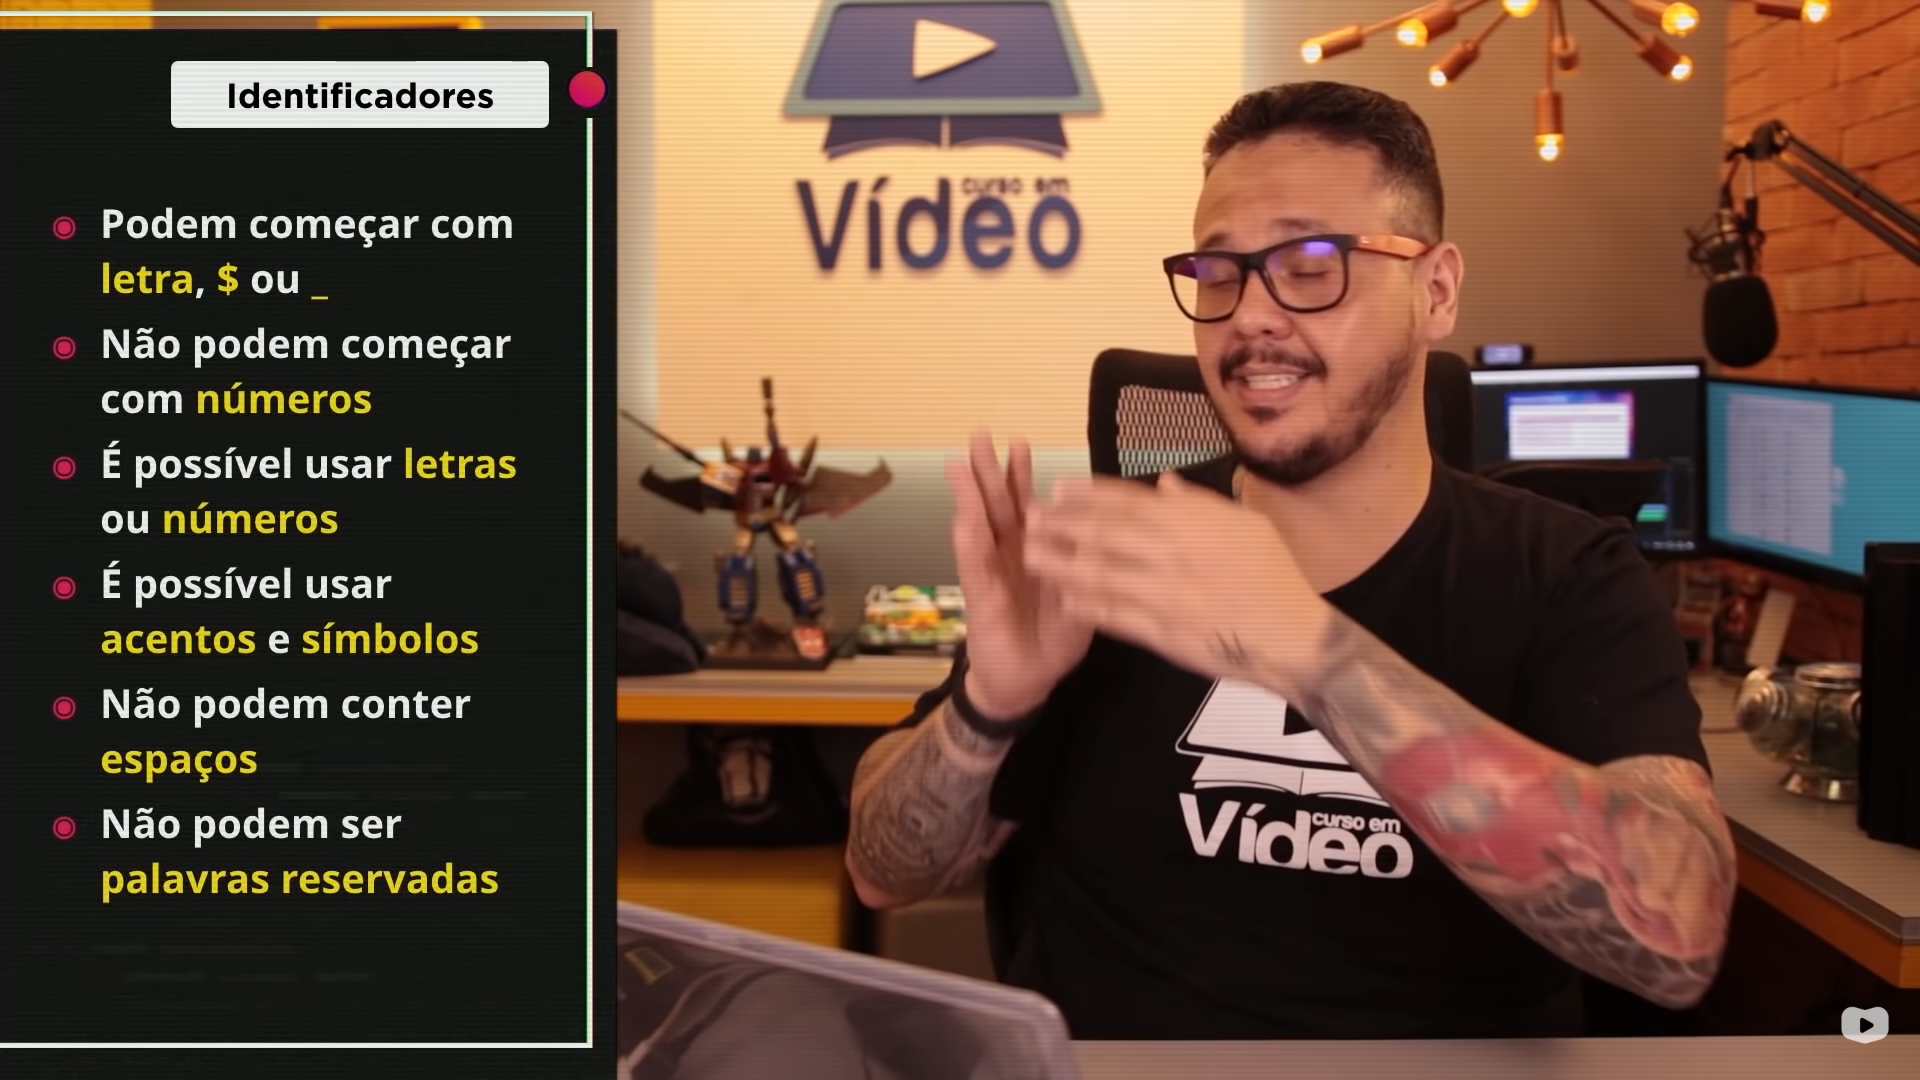 Identificadores
Podem começar com
letra, $ ou _
Não podem começar
com números
É possível usar letras
ou números
É possível usar
acentos e símbolos
Não podem conter
espaços
Não podem ser
palavras reservadas
curso em
Vídeo
curso em
Vídeo